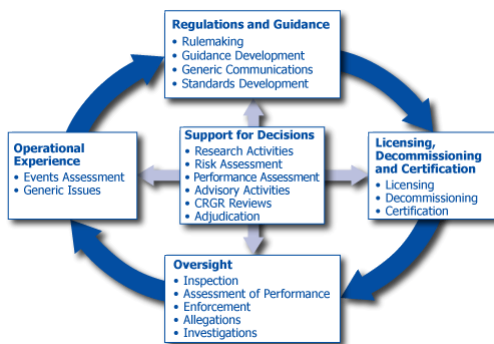 Regulations and Guidance
• Rulemaking
• Guidance Development
• Generic Communications
• Standards Development
Operational
Experience
• Events Assessment
• Generic Issues
Support for Decisions
• Research Activities
• Risk Assessment
• Performance Assessment
• Advisory Activities
• CRGR Reviews
• Adjudication
Licensing,
Decommissioning
and Certification
• Licensing
• Decommissioning
• Certification
Oversight
• Inspection
• Assessment of Performance
• Enforcement
• Allegations
• Investigations